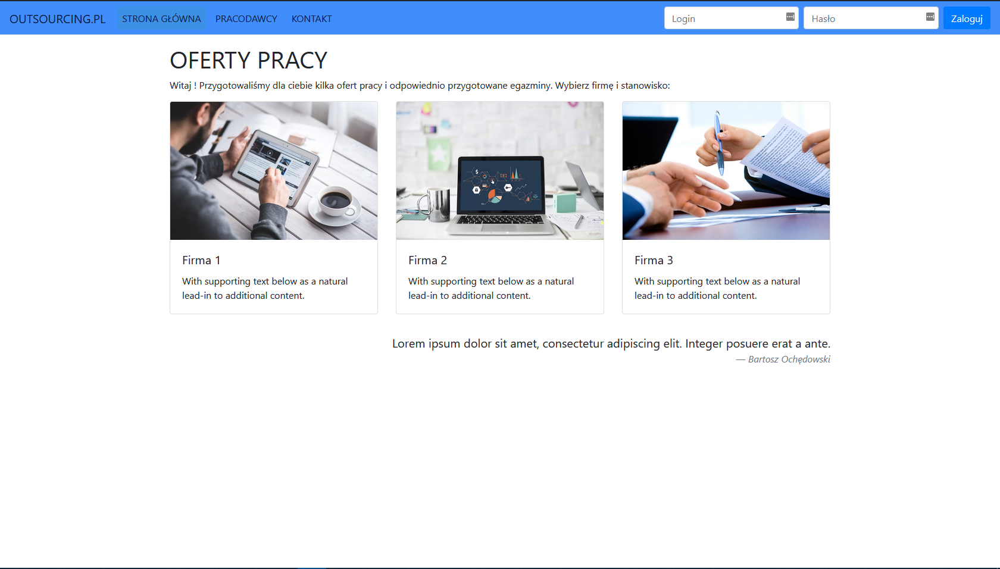 OUTSOURCING.PL STRONA GŁÓWNA PRACODAWCY KONTAKT Login Hasło Zaloguj
OFERTY PRACY
Witaj ! Przygotowaliśmy dla ciebie kilka ofert pracy i odpowiednio przygotowane egazminy. Wybierz firmę i stanowisko:
Firma 1
With supporting text below as a natural
lead-in to additional content.
Firma 2
With supporting text below as a natural
lead-in to additional content.
Firma 3
With supporting text below as a natural
lead-in to additional content.
Lorem ipsum dolor sit amet, consectetur adipiscing elit. Integer posuere erat a ante.
— Bartosz Ochędowski